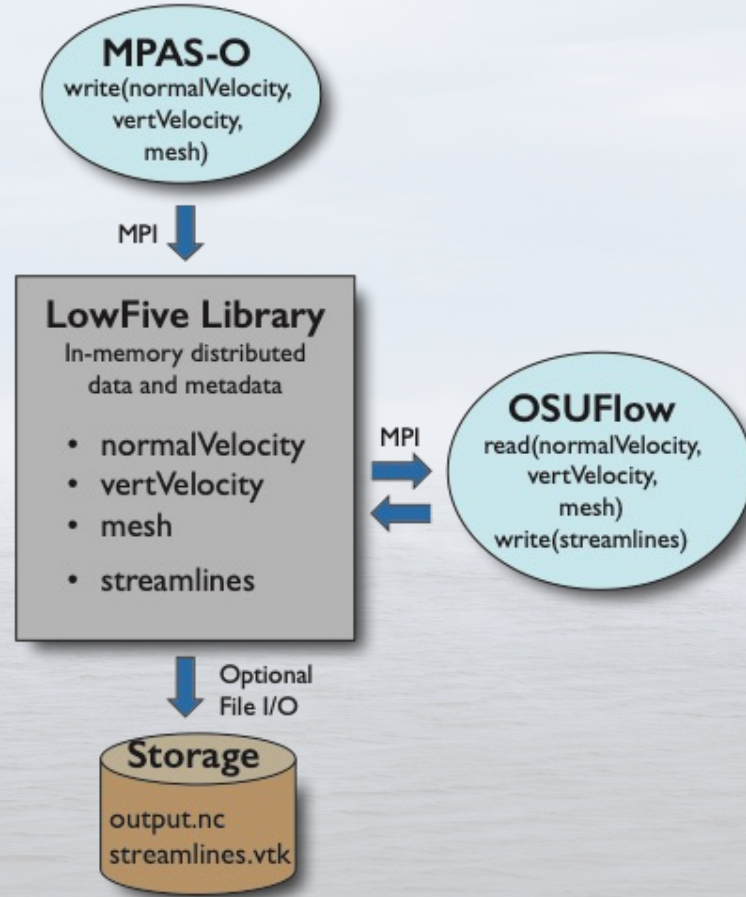 MPAS-O
write(normalVelocity,
vertVelocity,
mesh)
MPI
LowFive Library
In-memory distributed
data and metadata
• normalVelocity
• vertVelocity
• mesh
• streamlines
MPI
OSUFlow
read(normalVelocity,
vertVelocity,
mesh)
write(streamlines)
Optional
File I/O
Storage
output.nc
streamlines.vtk